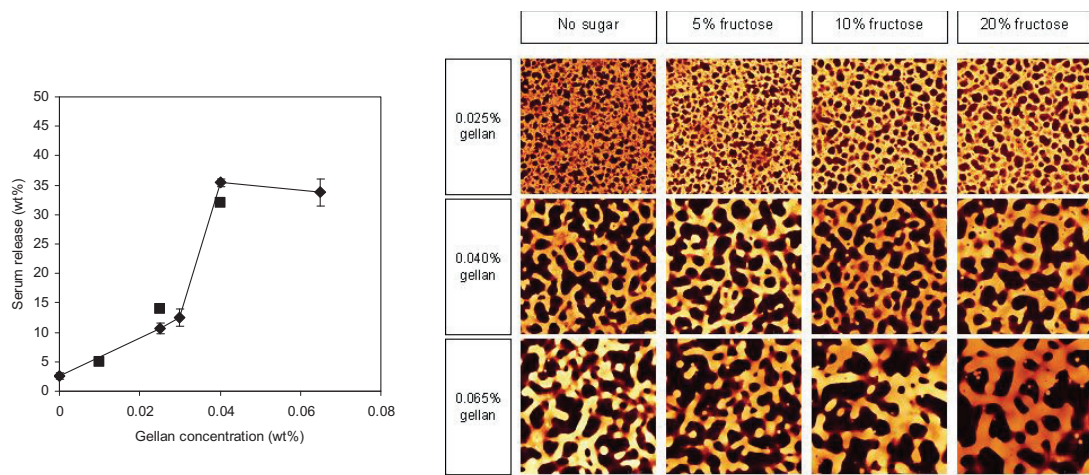 50
45
40
35
30
25
20
15
10
5
0
Serum release (wt%)
0 0.02 0.04 0.06 0.08
Gellan concentration (wt%)
No sugar 5% fructose 10% fructose 20% fructose
0.025%
gellan
0.040%
gellan
0.065%
gellan